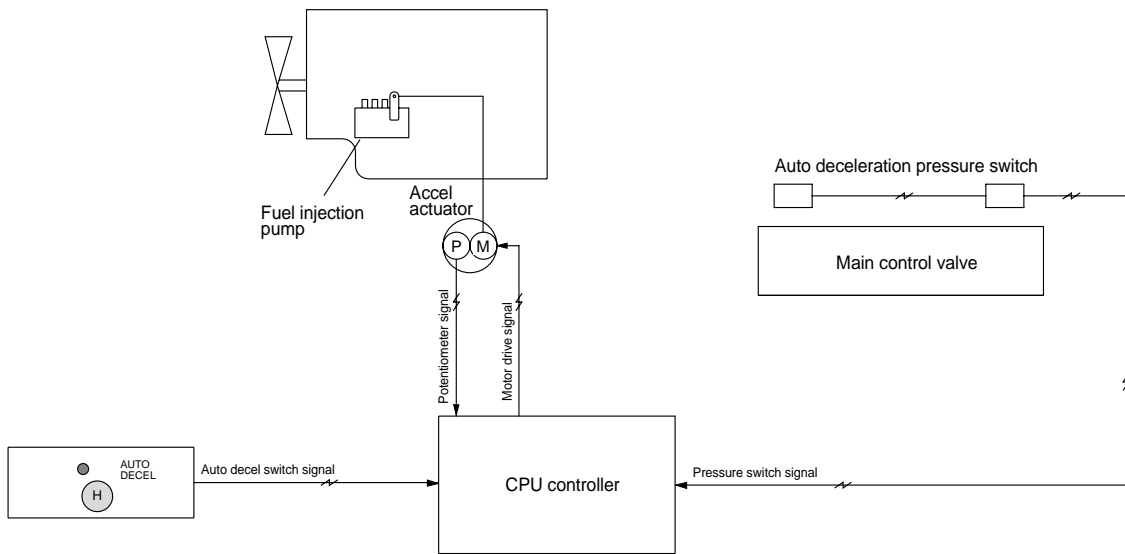 Auto deceleration pressure switch
Accel
actuator
Fuel injection
pump
P
M
Main control valve
Potentiometer signal
Motor drive signal
AUTO
DECEL
H
Auto decel switch signal
CPU controller
Pressure switch signal